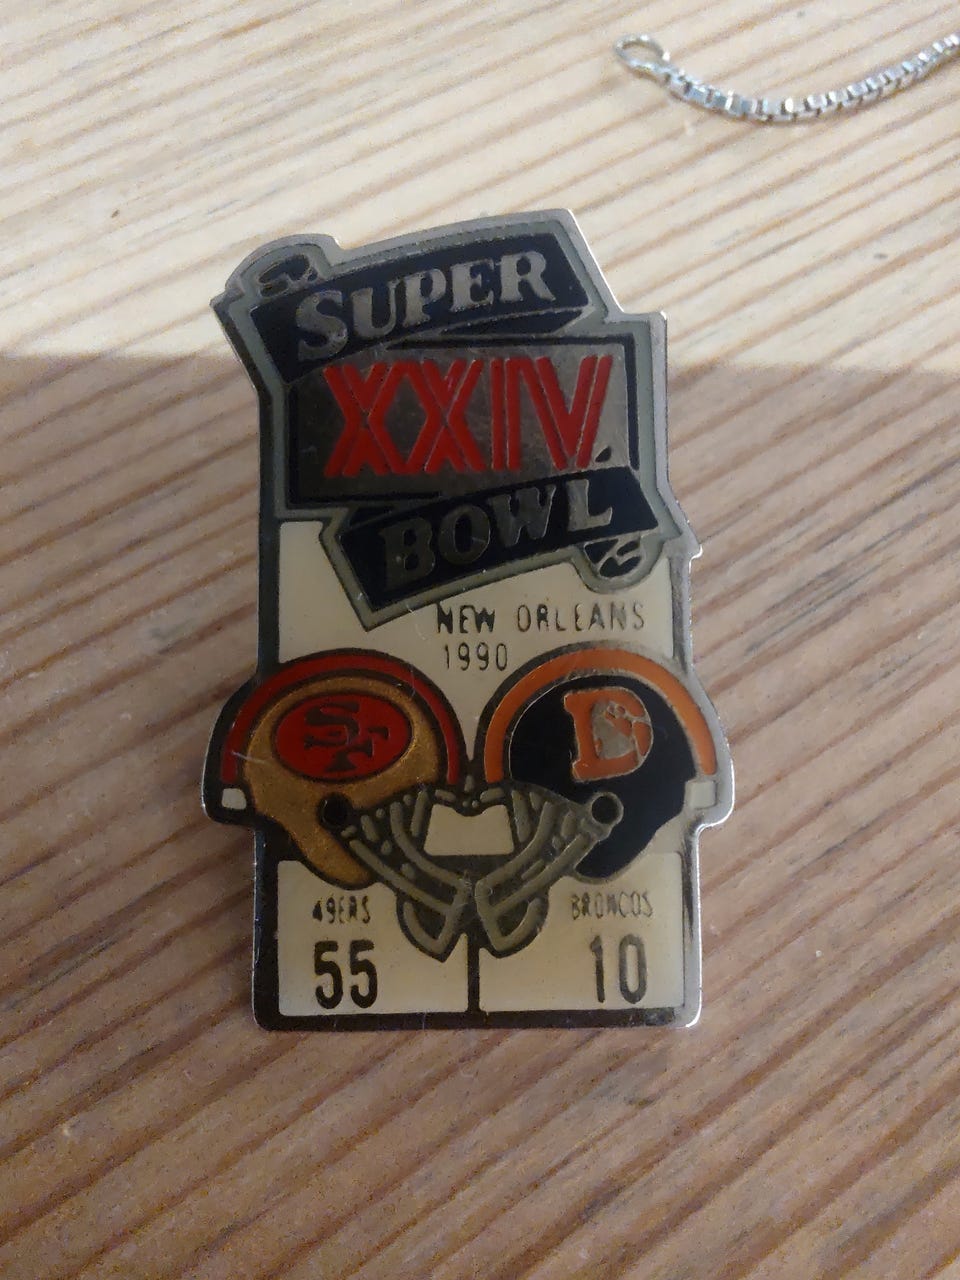 SUPER
XXIV
BOWL
NEW ORLEANS
1990
SF
D
49ERS
BRONCOS
55
10